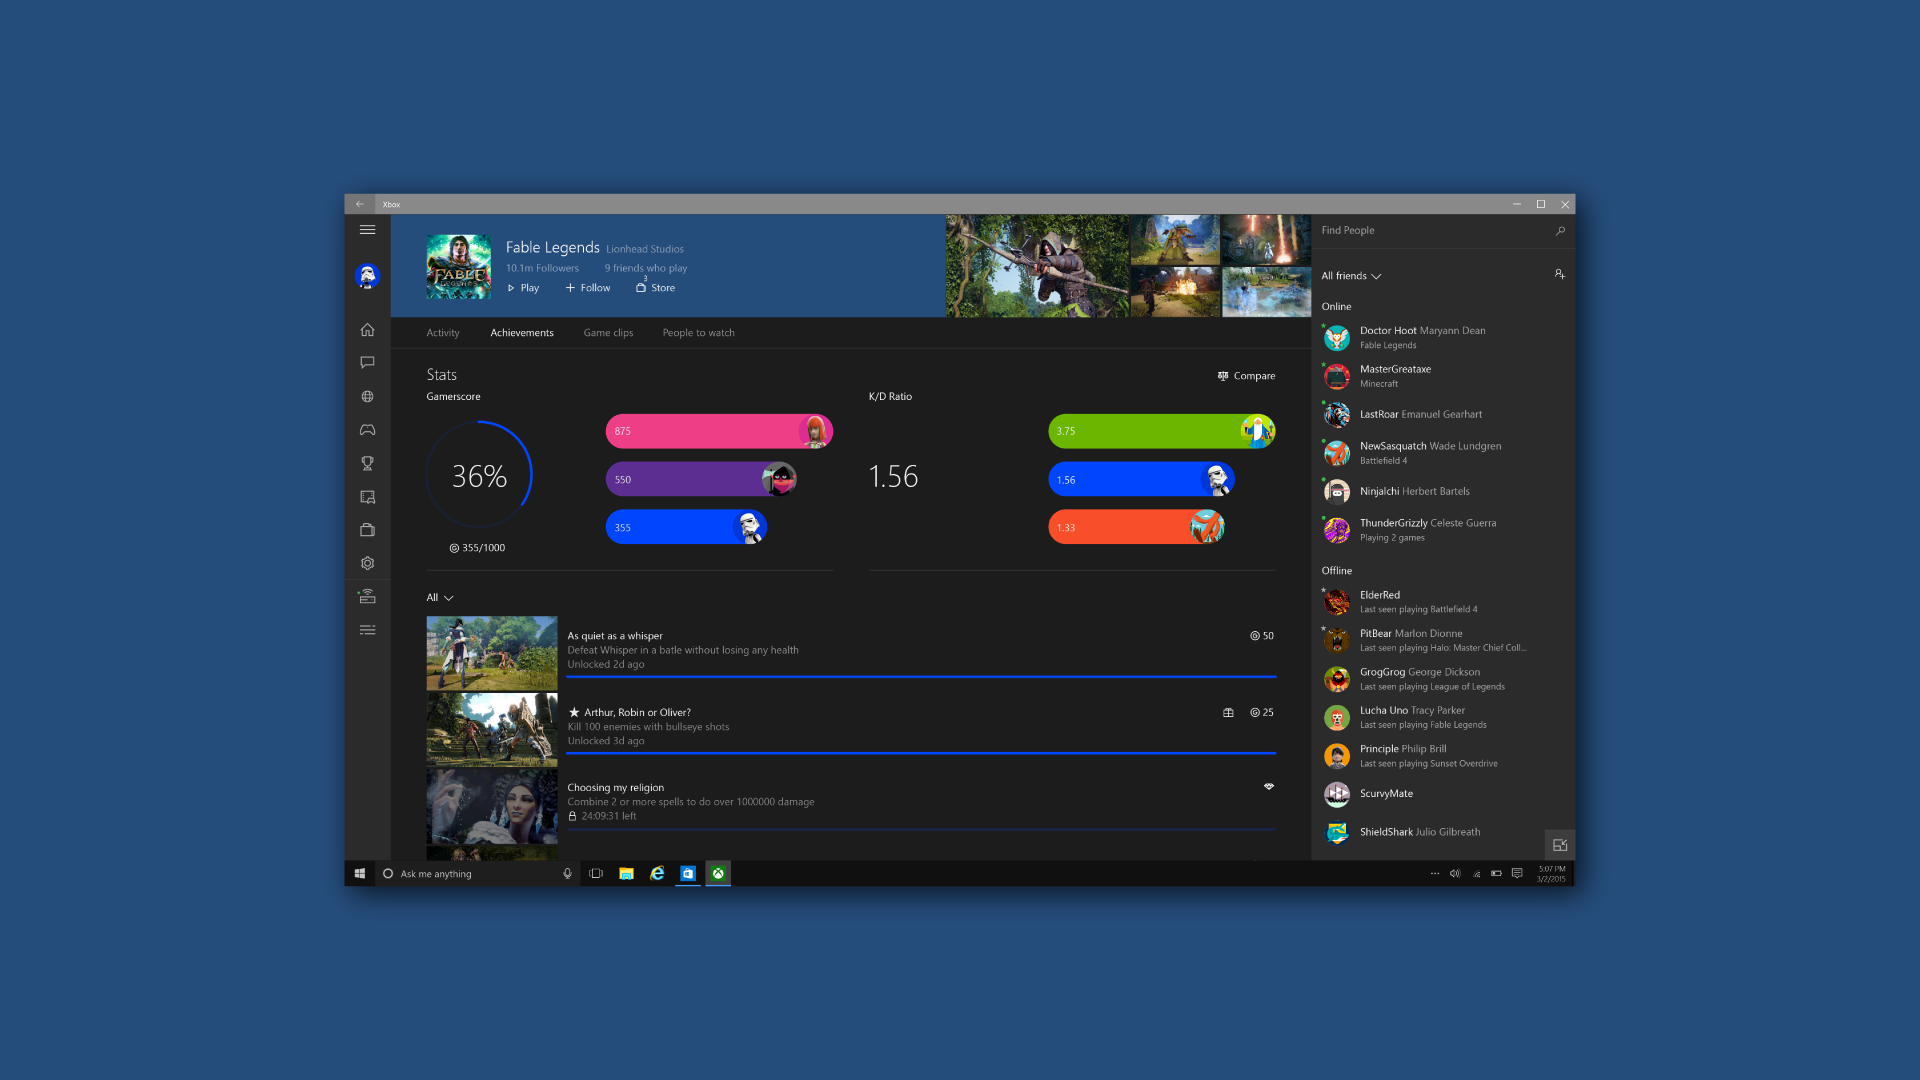 Xbox
Fable Legends Lionhead Studios
10.1m Followers 9 friends who play
3
Play Follow Store
FABLE
LEGENDS
Activity Achievements Game clips People to watch
Stats
Compare
Gamerscore
36%
355/1000
875
550
355
K/D Ratio
1.56
3.75
1.56
1.33
All
As quiet as a whisper
50
Defeat Whisper in a batle without losing any health
Unlocked 2d ago
Arthur, Robin or Oliver?
25
Kill 100 enemies with bullseye shots
Unlocked 3d ago
Choosing my religion
Combine 2 or more spells to do over 1000000 damage
24:09:31 left
Find People
All friends
Online
Doctor Hoot Maryann Dean
Fable Legends
MasterGreataxe
Minecraft
LastRoar Emanuel Gearhart
NewSasquatch Wade Lundgren
Battlefield 4
Ninjalchi Herbert Bartels
ThunderGrizzly Celeste Guerra
Playing 2 games
Offline
ElderRed
Last seen playing Battlefield 4
PitBear Marlon Dionne
Last seen playing Halo: Master Chief Coll...
GrogGrog George Dickson
Last seen playing League of Legends
Lucha Uno Tracy Parker
Last seen playing Fable Legends
Principle Philip Brill
Last seen playing Sunset Overdrive
ScurvyMate
ShieldShark Julio Gilbreath
Ask me anything
5:07 PM
3/2/2015